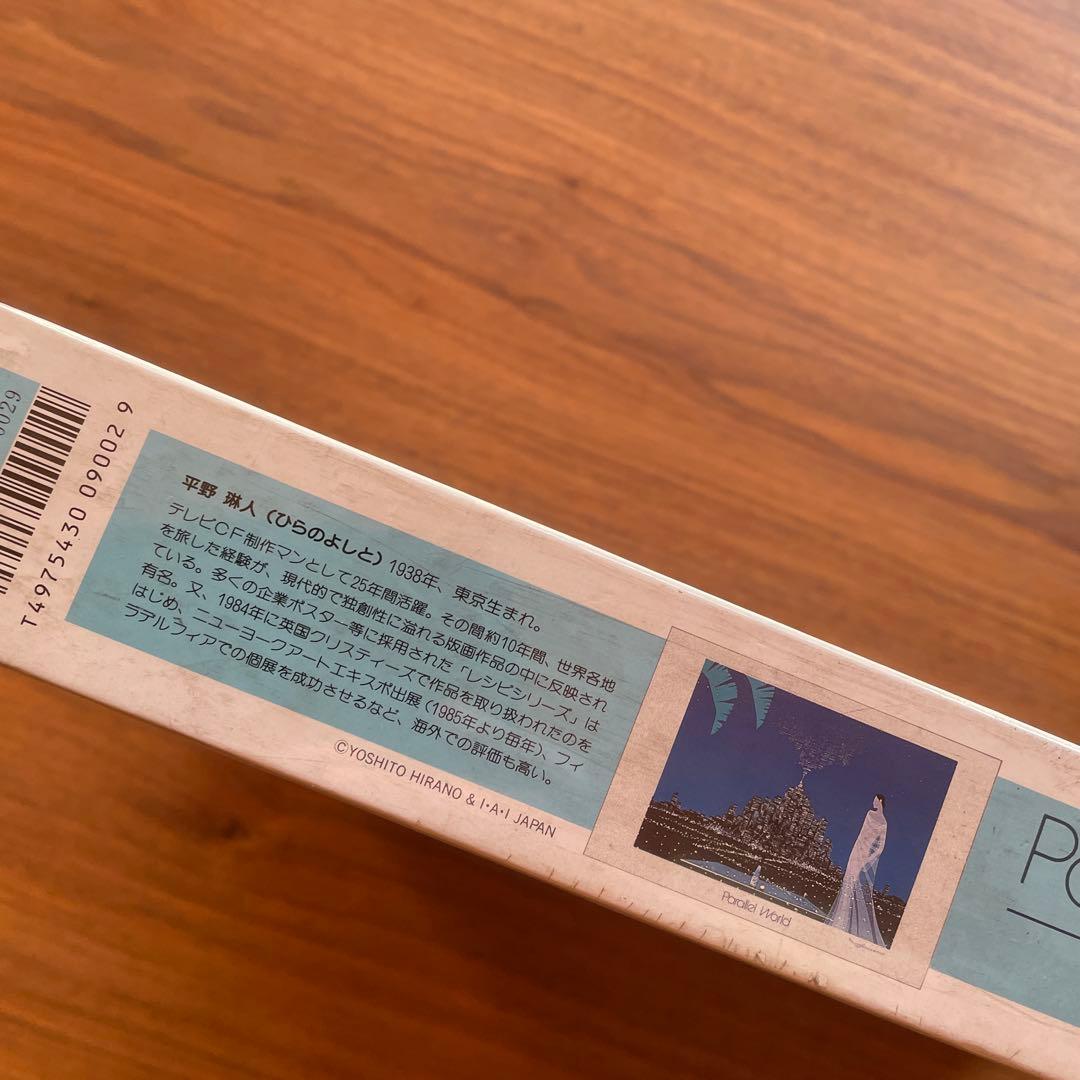 0029
T4975430 09002 9
平野 琳人（ひらのよしと）1938年、東京生まれ。
テレビCF制作マンとして25年間活躍。その間約10年間、世界各地
を旅した経験が、現代的で独創性に溢れる版画作品の中に反映され
ている。多くの企業ポスター等に採用された「レシピシリーズ」は
有名。又、1984年に英国クリスティーズで作品を取り扱われたのを
はじめ、ニューヨークアートエキスポ出展（1985年より毎年）、フィ
ラデルフィアでの個展を成功させるなど、海外での評価も高い。
©YOSHITO HIRANO & I・A・I JAPAN
Parallel World